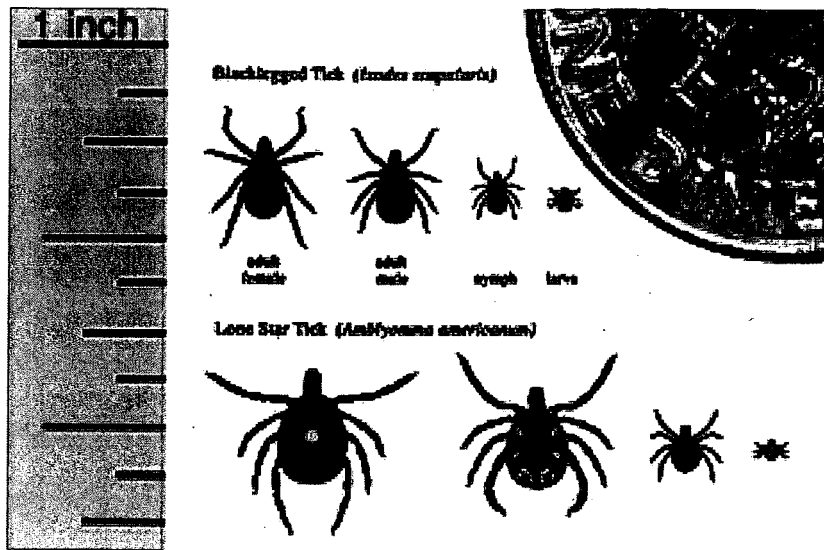 1 inch
Blacklegged Tick (Ixodes scapularis)
adult
female
adult
male
nymph
larva
Lone Star Tick (Amblyomma americanum)